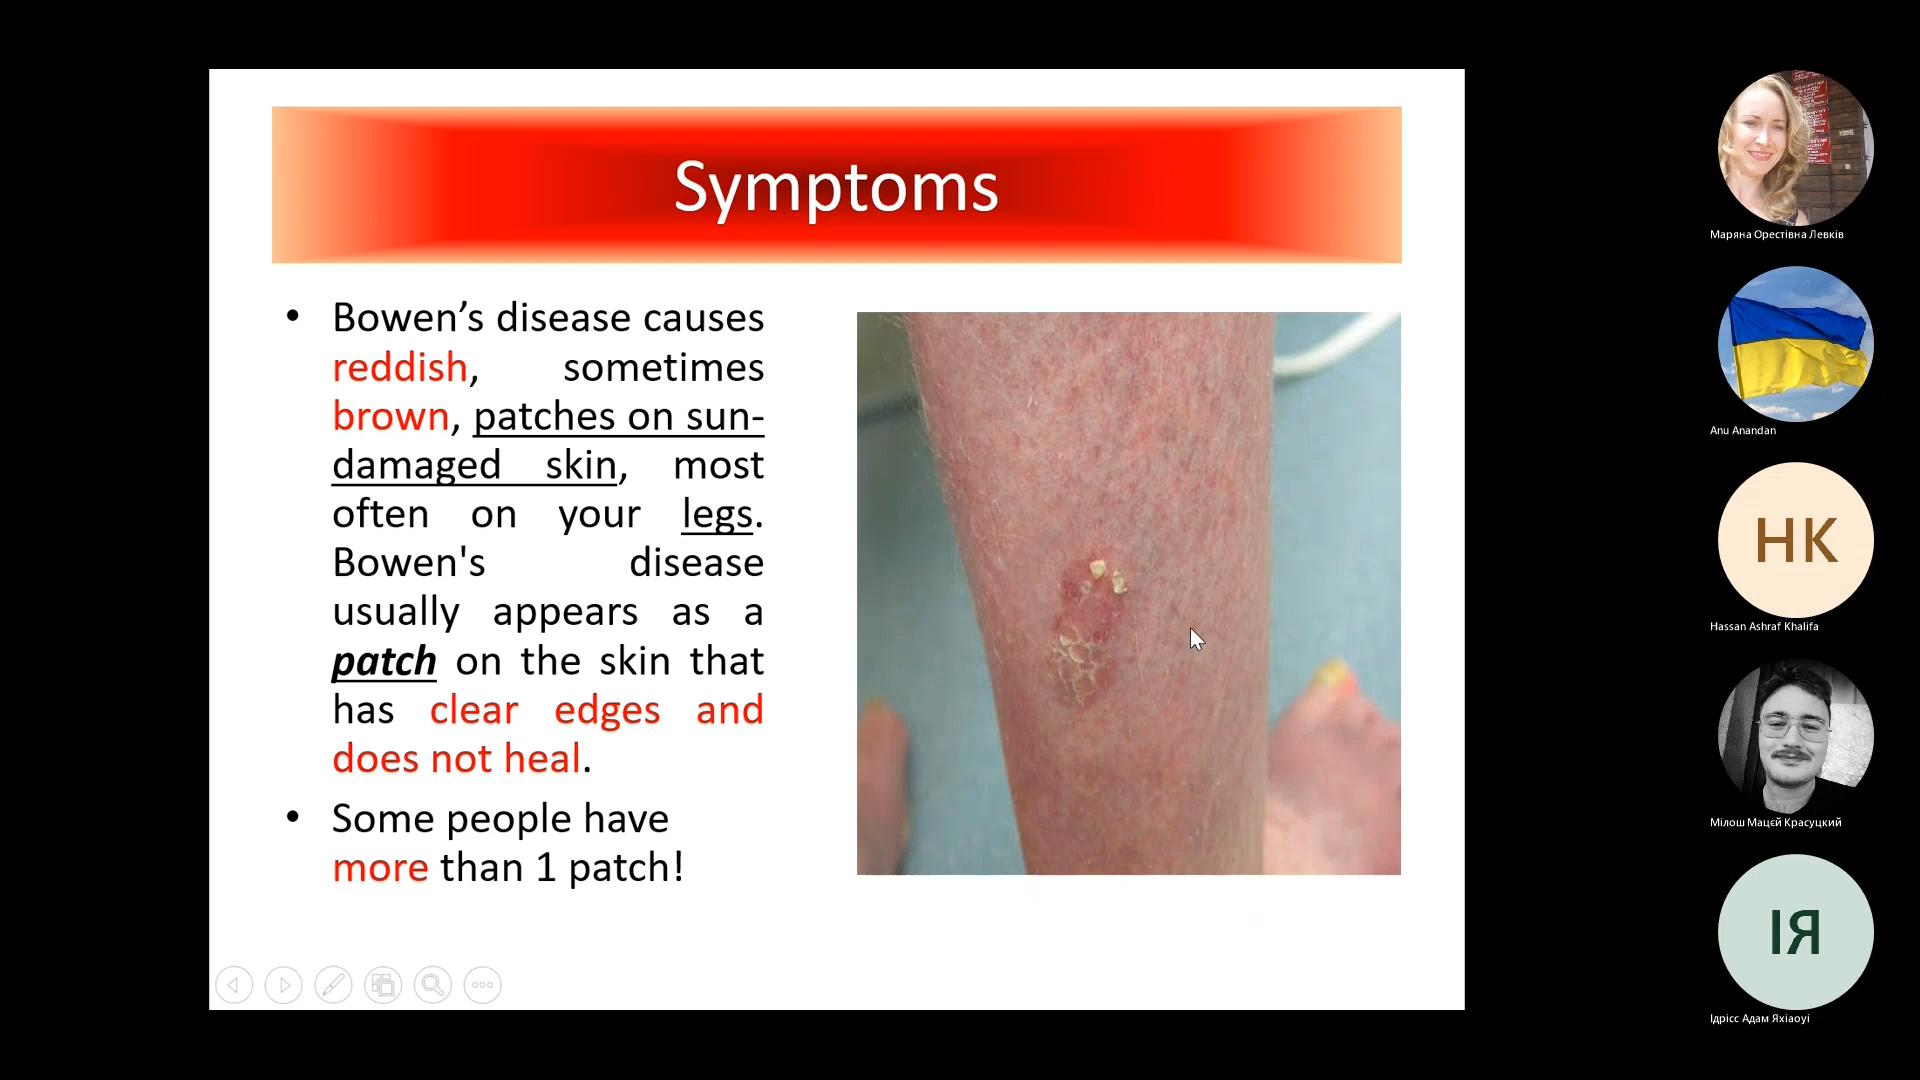 Symptoms
• Bowen’s disease causes
reddish, sometimes
brown, patches on sun-
damaged skin, most
often on your legs.
Bowen's disease
usually appears as a
patch on the skin that
has clear edges and
does not heal.
• Some people have
more than 1 patch!
Маряна Орестівна Левків
Anu Anandan
HK
Hassan Ashraf Khalifa
Мілош Мацєй Красуцкий
ІЯ
Ідрісс Адам Яхіаоуі